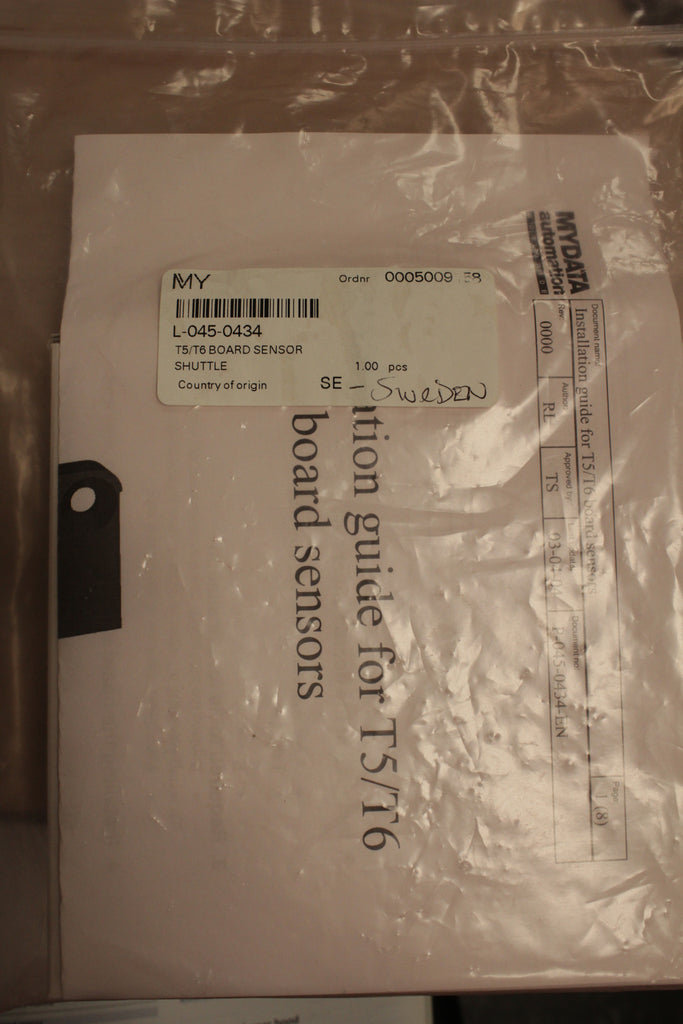 MY
Ordnr 0005009 58
L-045-0434
T5/T6 BOARD SENSOR
SHUTTLE 1.00 pcs
Country of origin SE - SWeDEN
MYDATA
automation
Document name:
Installation guide for T5/T6 board sensors
Rev: Author: Approved by: Document no: Page:
0000 RL TS P-045-0434-EN 1 (8)
ation guide for T5/T6
board sensors